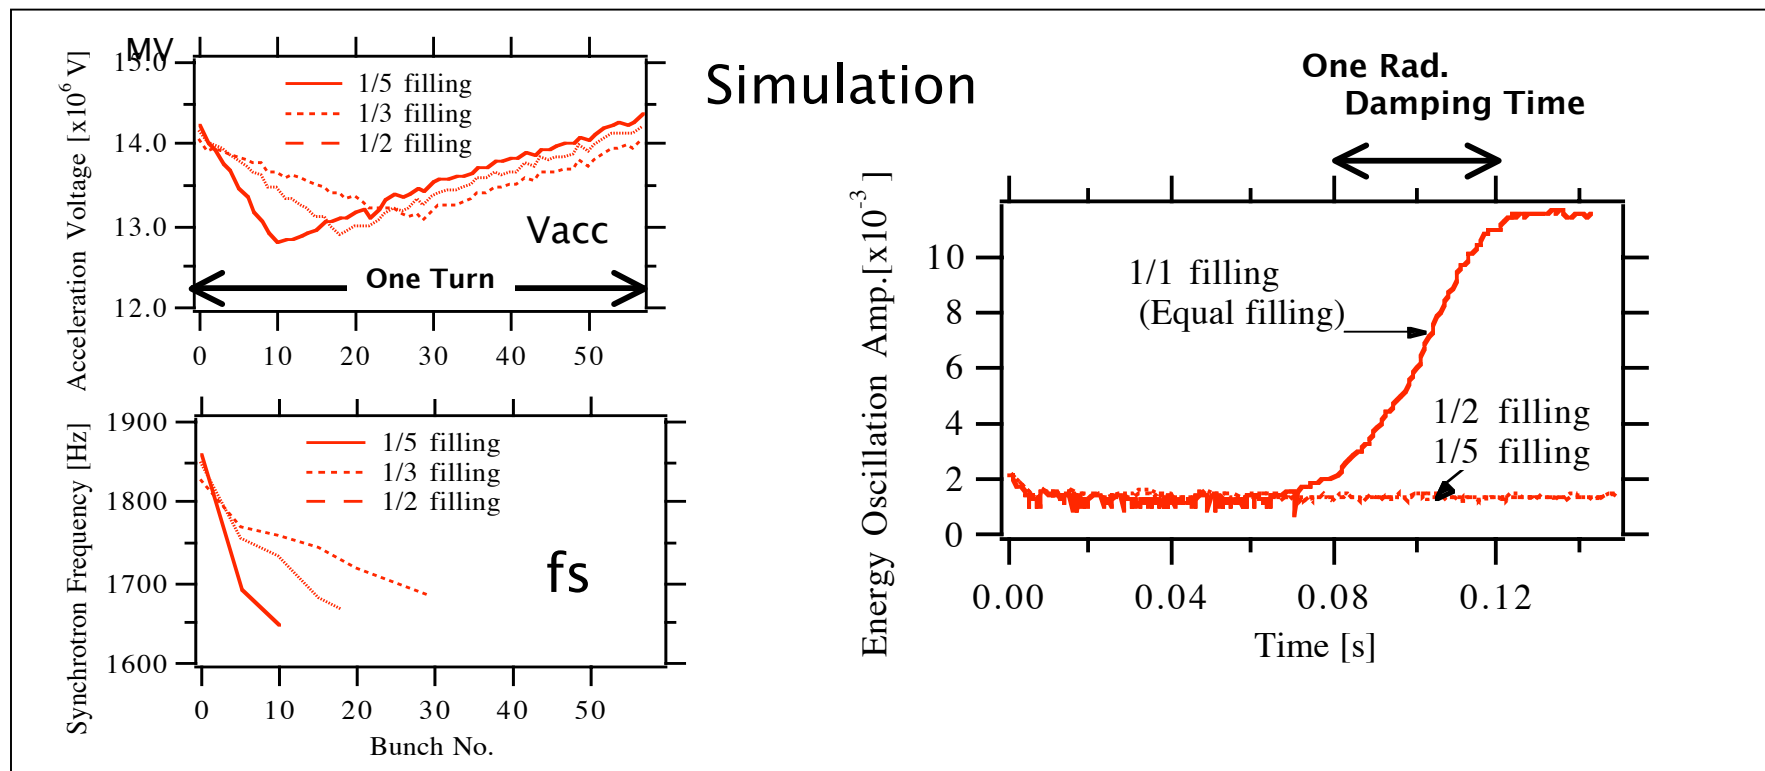 Simulation
MV
Acceleration Voltage [x10^6 V]
15.0
14.0
13.0
12.0
1/5 filling
1/3 filling
1/2 filling
Vacc
One Turn
0 10 20 30 40 50
Synchrotron Frequency [Hz]
1900
1800
1700
1600
1/5 filling
1/3 filling
1/2 filling
fs
0 10 20 30 40 50
Bunch No.
One Rad.
Damping Time
Energy Oscillation Amp.[x10^-3 ]
10
8
6
4
2
0
1/1 filling
(Equal filling)
1/2 filling
1/5 filling
0.00 0.04 0.08 0.12
Time [s]